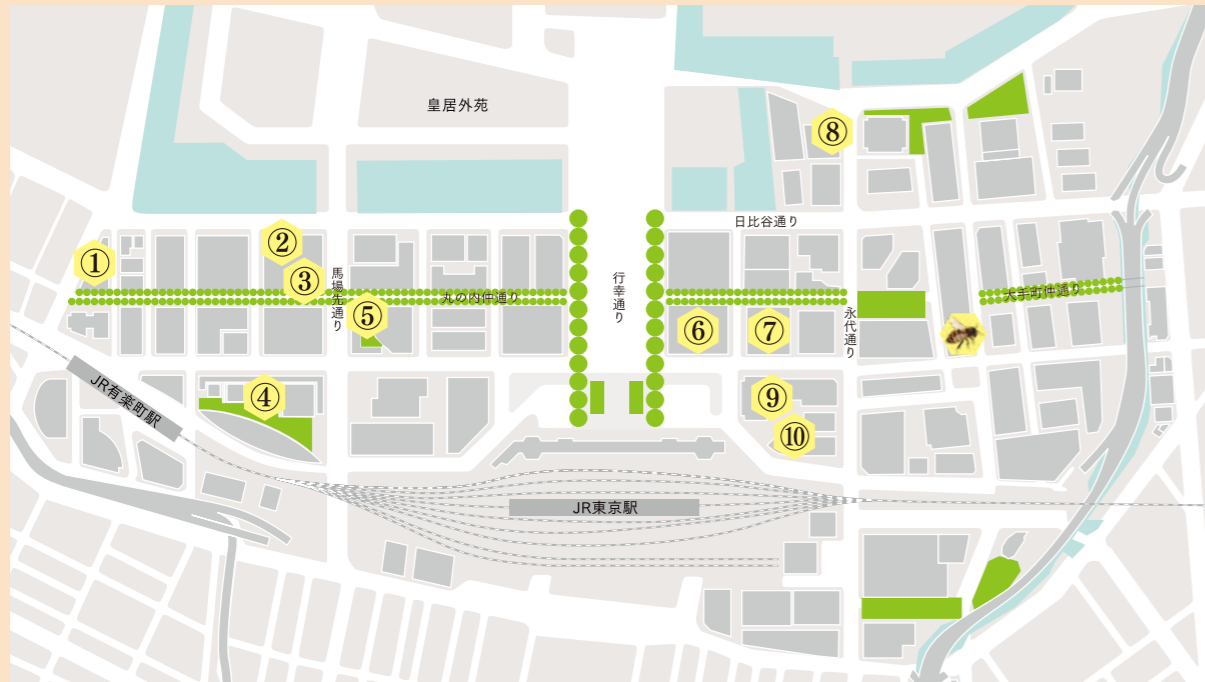 皇居外苑
⑧
日比谷通り
②
①
③
馬場先通り
丸の内仲通り
行幸通り
大手町仲通り
⑤
⑥
⑦
永代通り
JR有楽町駅
④
⑨
⑩
JR東京駅